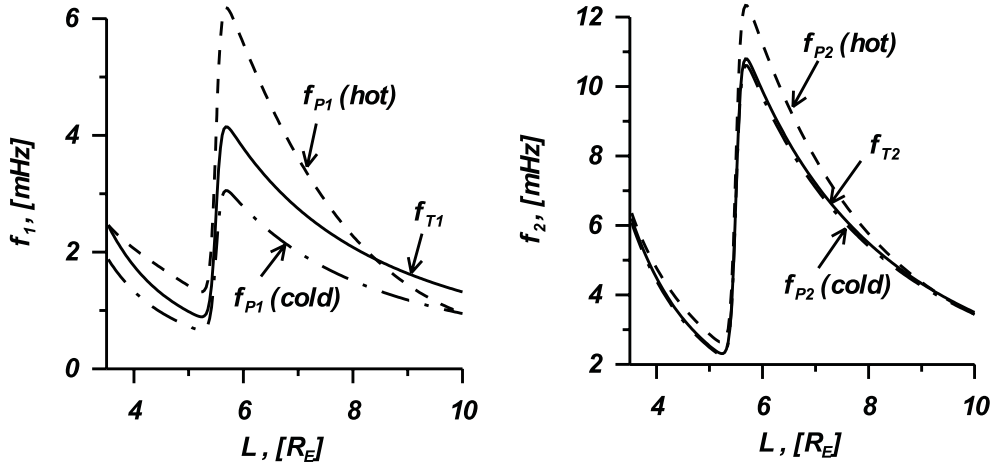 6
4
2
0
f1, [mHz]
fP1 (hot)
fT1
fP1 (cold)
4 6 8 10
L, [RE]
12
10
8
6
4
2
f2, [mHz]
fP2 (hot)
fT2
fP2 (cold)
4 6 8 10
L, [RE]